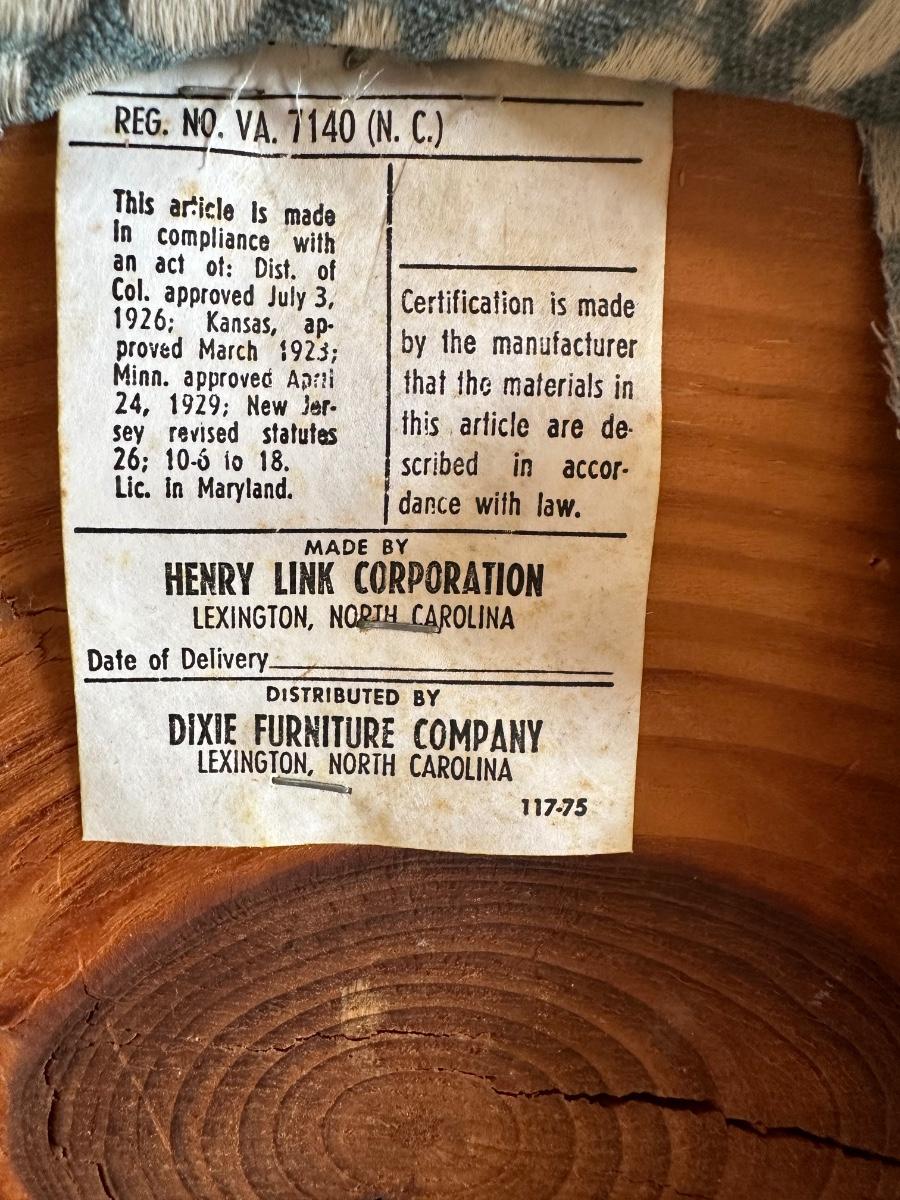 REG. NO. VA. 7140 (N. C.)
This article is made
in compliance with
an act of: Dist. of
Col. approved July 3,
1926; Kansas, ap-
proved March 1923;
Minn. approved April
24, 1929; New Jer-
sey revised statutes
26; 10-6 to 18.
Lic. in Maryland.
Certification is made
by the manufacturer
that the materials in
this article are de-
scribed in accor-
dance with law.
MADE BY
HENRY LINK CORPORATION
LEXINGTON, NORTH CAROLINA
Date of Delivery
DISTRIBUTED BY
DIXIE FURNITURE COMPANY
LEXINGTON, NORTH CAROLINA
117-75